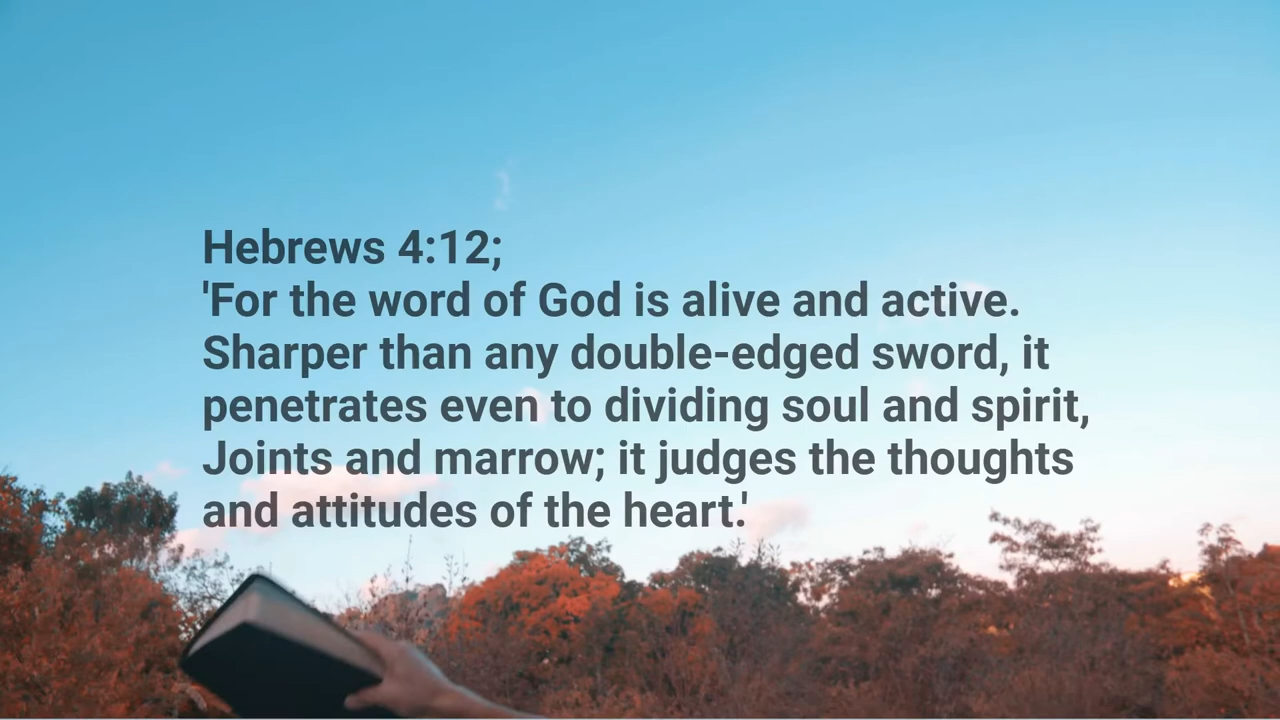 Hebrews 4:12;
'For the word of God is alive and active.
Sharper than any double-edged sword, it
penetrates even to dividing soul and spirit,
Joints and marrow; it judges the thoughts
and attitudes of the heart.'